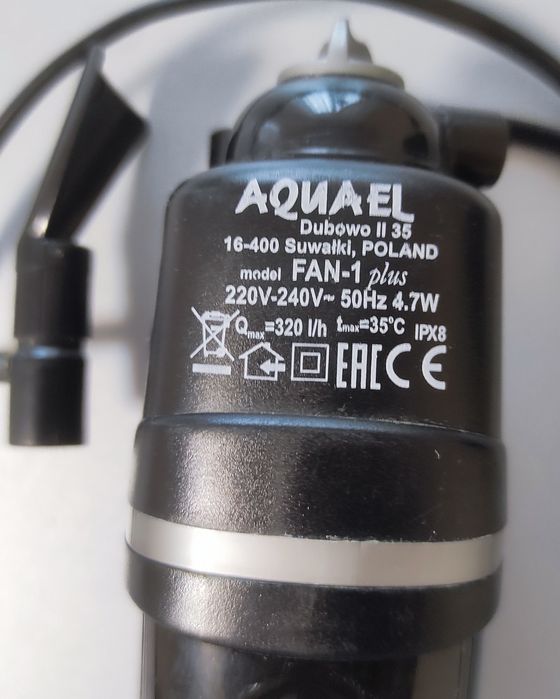 AQUAEL
Dubowo II 35
16-400 Suwałki, POLAND
model FAN-1 plus
220V-240V~ 50Hz 4.7W
Qmax=320 l/h tmax=35°C IPX8
EAC CE